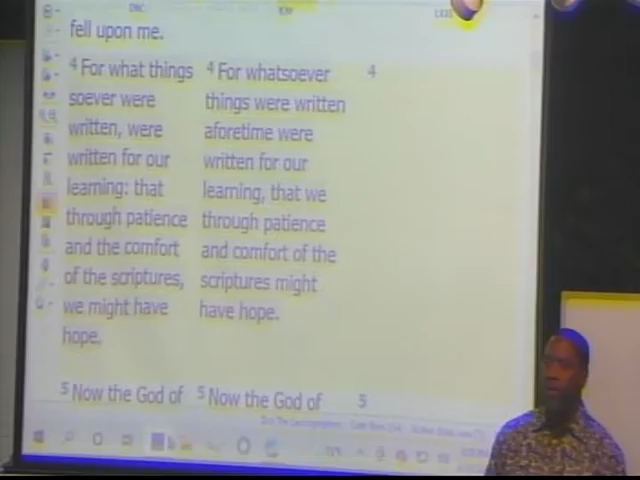 DRC KJV LXXE
fell upon me.
4 For what things
soever were
written, were
written for our
learning: that
through patience
and the comfort
of the scriptures,
we might have
hope.
5 Now the God of
4 For whatsoever
things were written
aforetime were
written for our
learning, that we
through patience
and comfort of the
scriptures might
have hope.
5 Now the God of
4
5